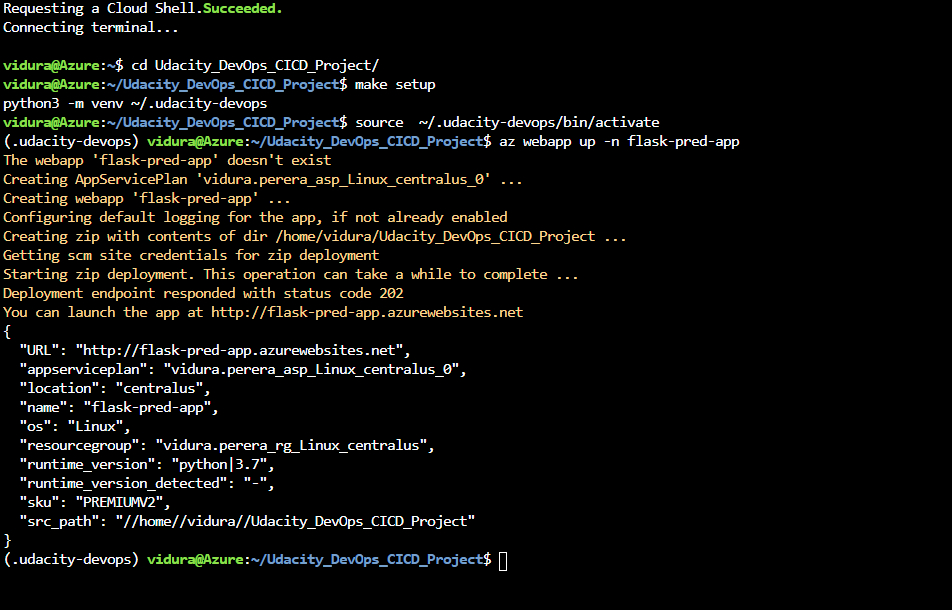 Requesting a Cloud Shell.Succeeded.
Connecting terminal...
vidura@Azure:~$ cd Udacity_DevOps_CICD_Project/
vidura@Azure:~/Udacity_DevOps_CICD_Project$ make setup
python3 -m venv ~/.udacity-devops
vidura@Azure:~/Udacity_DevOps_CICD_Project$ source  ~/.udacity-devops/bin/activate
(.udacity-devops) vidura@Azure:~/Udacity_DevOps_CICD_Project$ az webapp up -n flask-pred-app
The webapp 'flask-pred-app' doesn't exist
Creating AppServicePlan 'vidura.perera_asp_Linux_centralus_0' ...
Creating webapp 'flask-pred-app' ...
Configuring default logging for the app, if not already enabled
Creating zip with contents of dir /home/vidura/Udacity_DevOps_CICD_Project ...
Getting scm site credentials for zip deployment
Starting zip deployment. This operation can take a while to complete ...
Deployment endpoint responded with status code 202
You can launch the app at http://flask-pred-app.azurewebsites.net
{
  "URL": "http://flask-pred-app.azurewebsites.net",
  "appserviceplan": "vidura.perera_asp_Linux_centralus_0",
  "location": "centralus",
  "name": "flask-pred-app",
  "os": "Linux",
  "resourcegroup": "vidura.perera_rg_Linux_centralus",
  "runtime_version": "python|3.7",
  "runtime_version_detected": "-",
  "sku": "PREMIUMV2",
  "src_path": "//home//vidura//Udacity_DevOps_CICD_Project"
}
(.udacity-devops) vidura@Azure:~/Udacity_DevOps_CICD_Project$